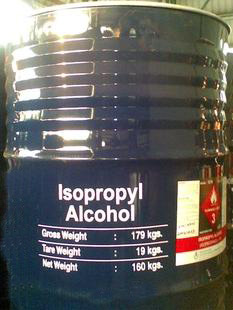 Isopropyl
Alcohol
Gross Weight : 179 kgs.
Tare Weight : 19 kgs.
Net Weight : 160 kgs.
3